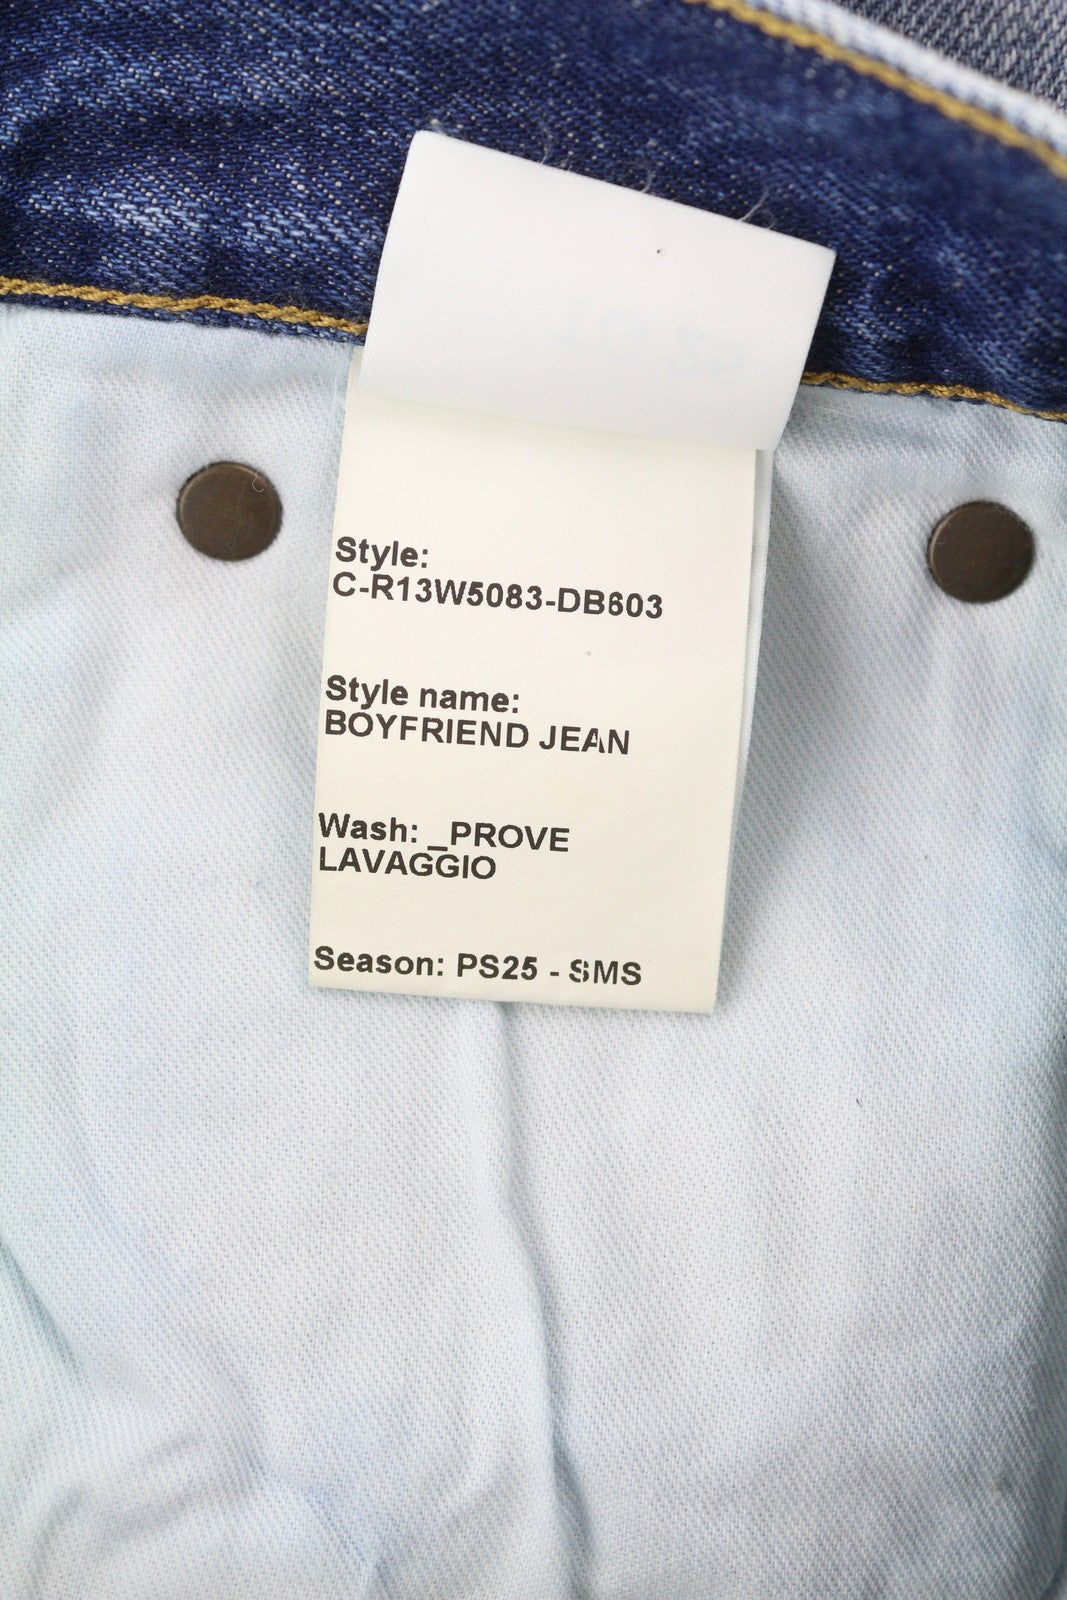 Style:
C-R13W5083-DB603
Style name:
BOYFRIEND JEAN
Wash: _PROVE
LAVAGGIO
Season: PS25 - SMS